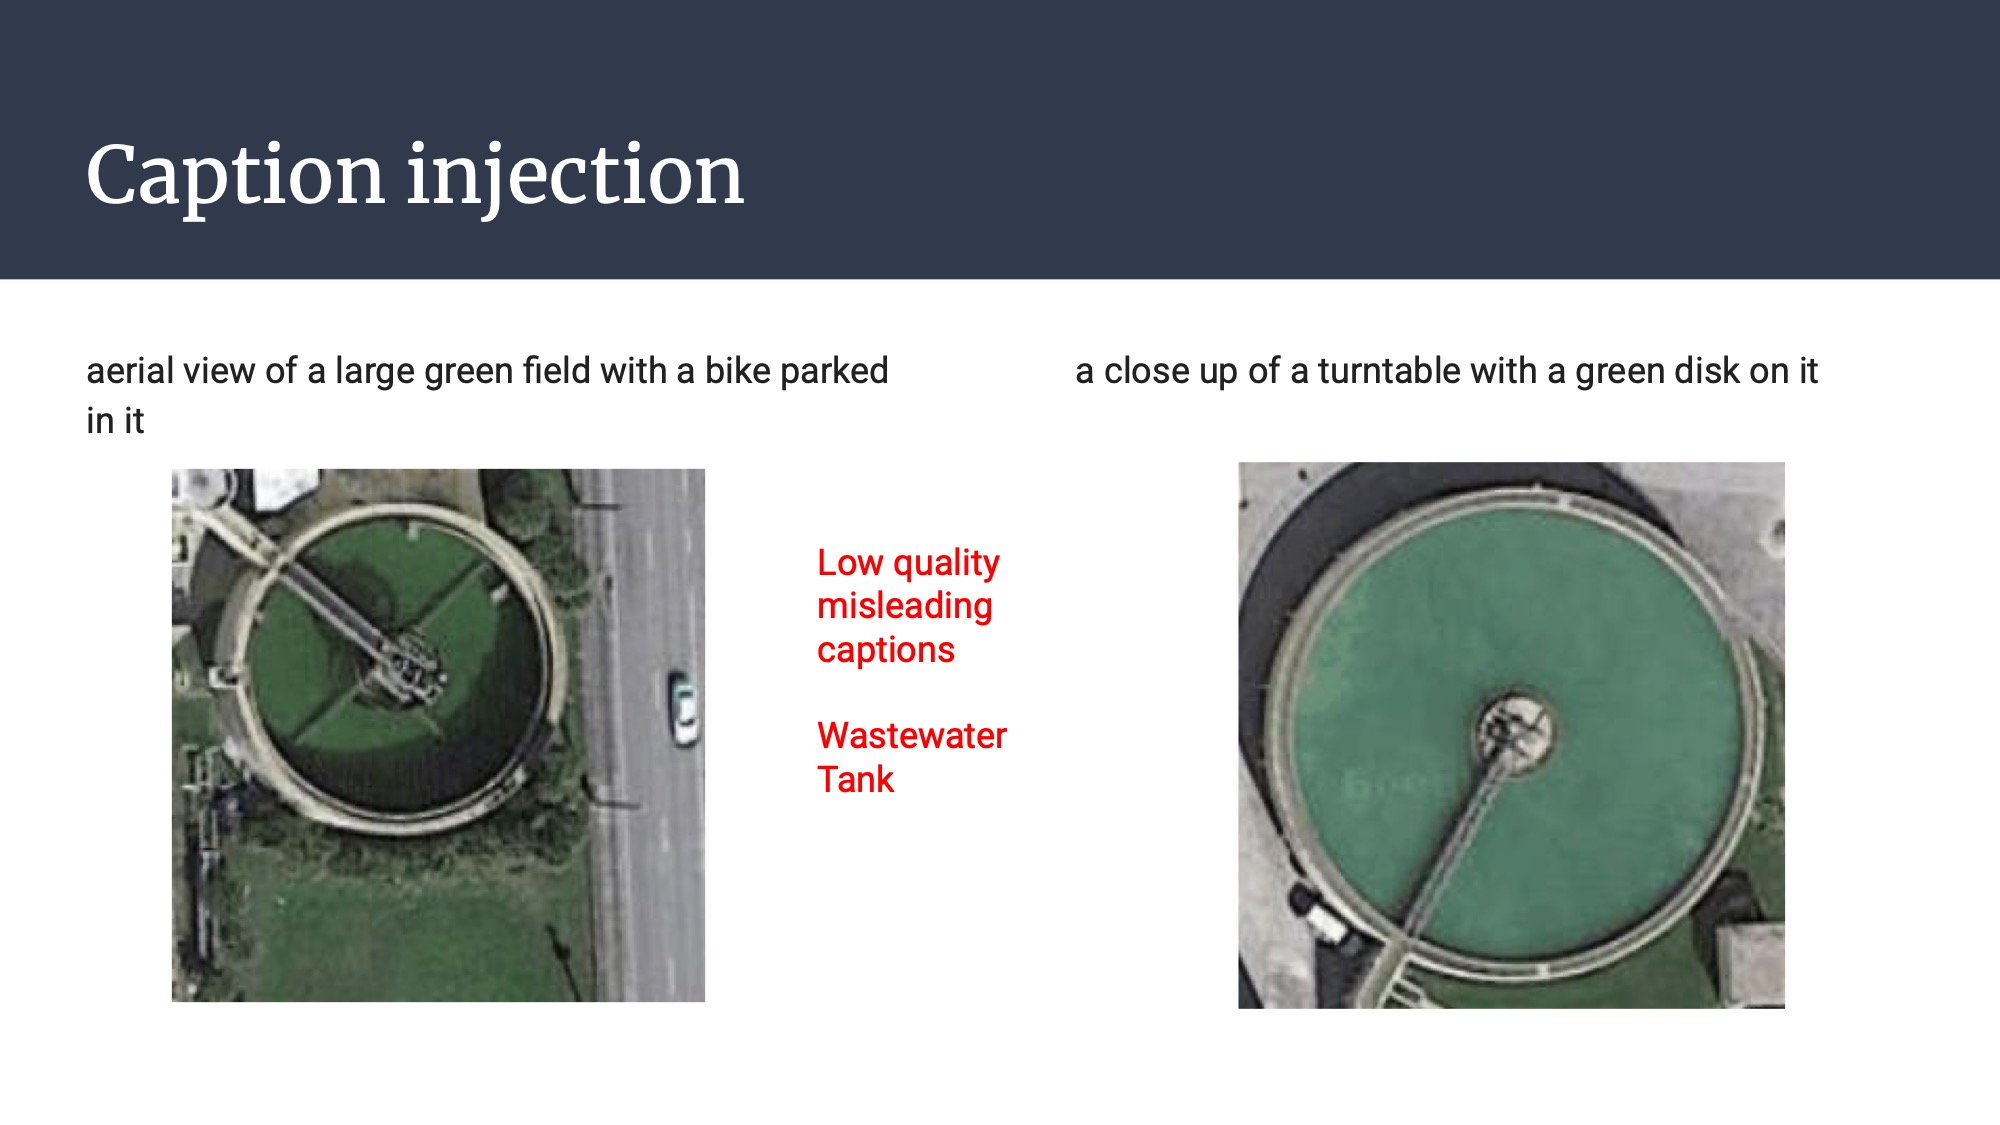 Caption injection
aerial view of a large green field with a bike parked
in it
a close up of a turntable with a green disk on it
Low quality
misleading
captions
Wastewater
Tank